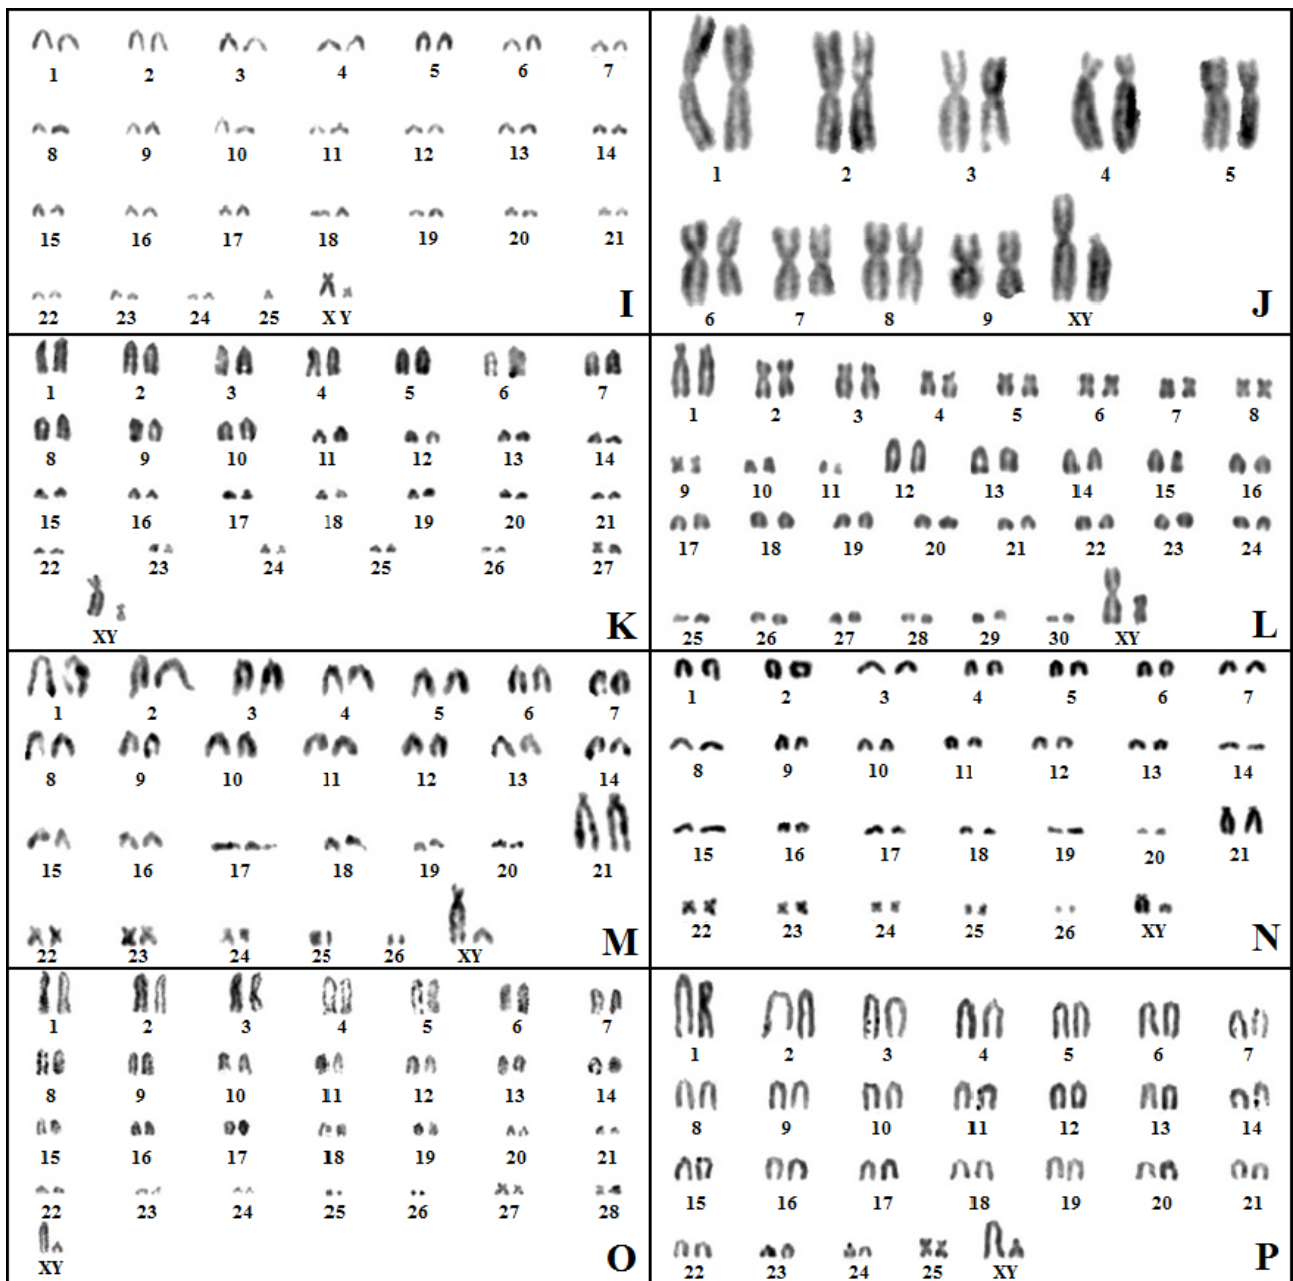 1 2 3 4 5 6 7
8 9 10 11 12 13 14
15 16 17 18 19 20 21
22 23 24 25 X Y
I
1 2 3 4 5
6 7 8 9 XY
J
1 2 3 4 5 6 7
8 9 10 11 12 13 14
15 16 17 18 19 20 21
22 23 24 25 26 27
XY
K
1 2 3 4 5 6 7 8
9 10 11 12 13 14 15 16
17 18 19 20 21 22 23 24
25 26 27 28 29 30 XY
L
1 2 3 4 5 6 7
8 9 10 11 12 13 14
15 16 17 18 19 20 21
22 23 24 25 26 XY
M
1 2 3 4 5 6 7
8 9 10 11 12 13 14
15 16 17 18 19 20 21
22 23 24 25 26 XY
N
1 2 3 4 5 6 7
8 9 10 11 12 13 14
15 16 17 18 19 20 21
22 23 24 25 26 27 28
XY
O
1 2 3 4 5 6 7
8 9 10 11 12 13 14
15 16 17 18 19 20 21
22 23 24 25 XY
P